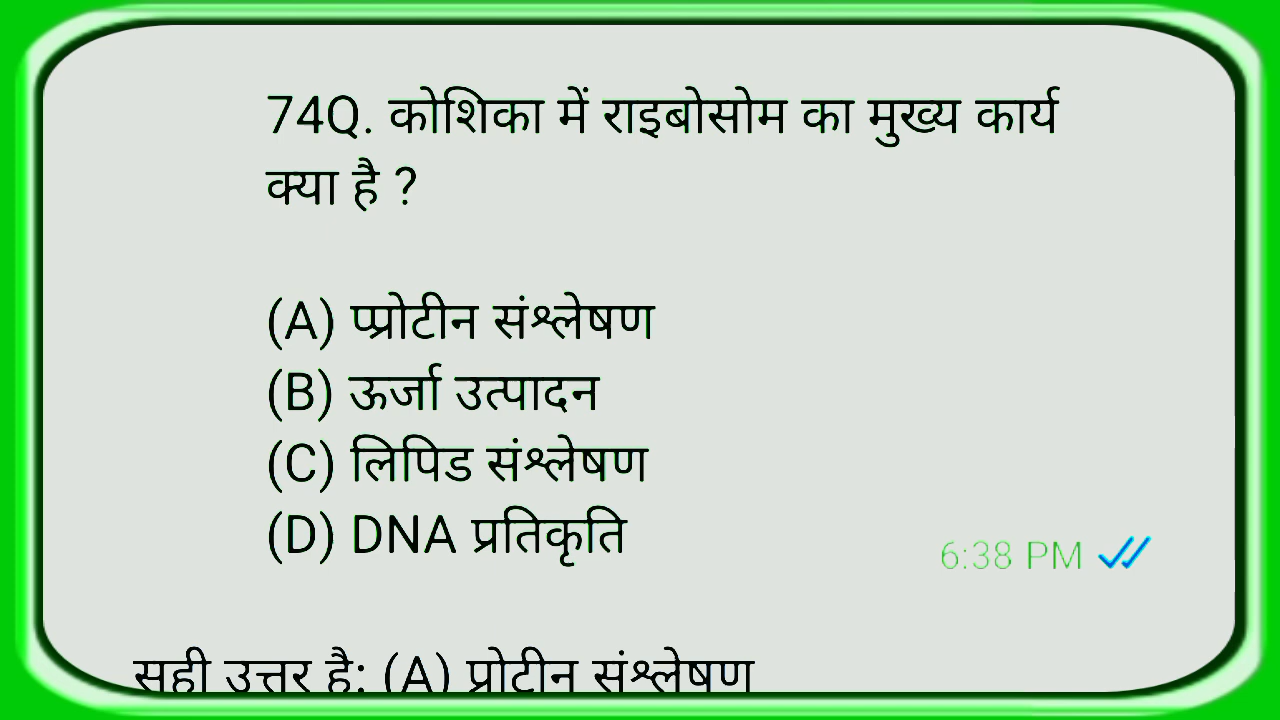 74Q. कोशिका में राइबोसोम का मुख्य कार्य
क्या है ?
(A) प्प्रोटीन संश्लेषण
(B) ऊर्जा उत्पादन
(C) लिपिड संश्लेषण
(D) DNA प्रतिकृति
6:38 PM
सही उत्तर है: (A) प्रोटीन संश्लेषण